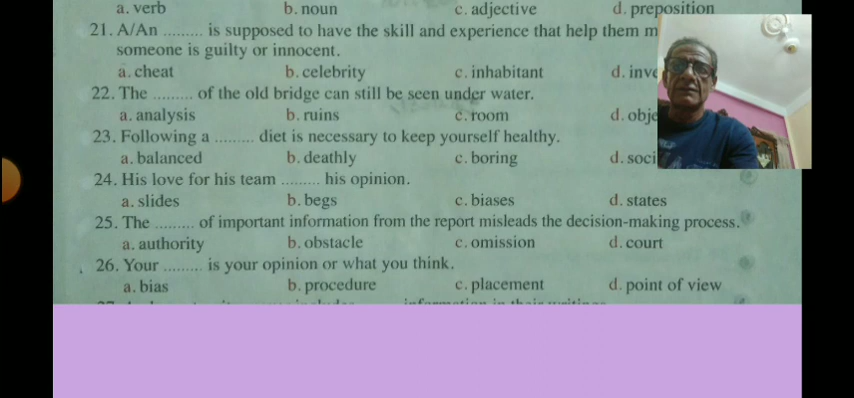 a. verb b. noun c. adjective d. preposition
21. A/An ......... is supposed to have the skill and experience that help them
someone is guilty or innocent.
a. cheat b. celebrity c. inhabitant d.
22. The ......... of the old bridge can still be seen under water.
a. analysis b. ruins c. room d.
23. Following a ......... diet is necessary to keep yourself healthy.
a. balanced b. deathly c. boring d.
24. His love for his team ......... his opinion.
a. slides b. begs c. biases d. states
25. The ......... of important information from the report misleads the decision-making process.
a. authority b. obstacle c. omission d. court
26. Your ......... is your opinion or what you think.
a. bias b. procedure c. placement d. point of view